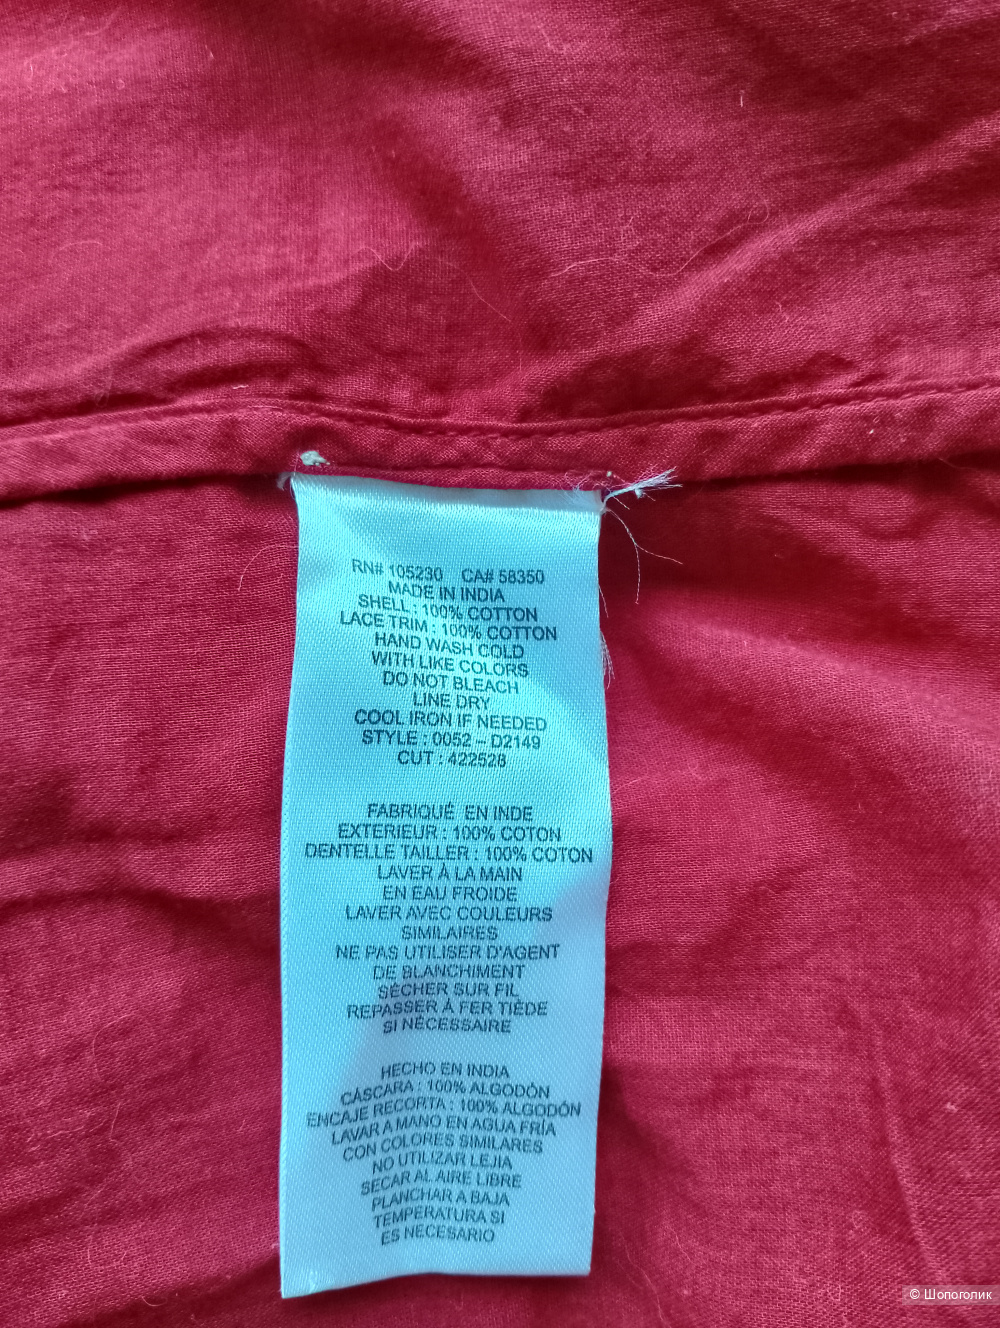 RN# 105230 CA# 58350
MADE IN INDIA
SHELL : 100% COTTON
LACE TRIM : 100% COTTON
HAND WASH COLD
WITH LIKE COLORS
DO NOT BLEACH
LINE DRY
COOL IRON IF NEEDED
STYLE : 0052 – D2149
CUT : 422528
FABRIQUÉ EN INDE
EXTERIEUR : 100% COTON
DENTELLE TAILLER : 100% COTON
LAVER À LA MAIN
EN EAU FROIDE
LAVER AVEC COULEURS
SIMILAIRES
NE PAS UTILISER D'AGENT
DE BLANCHIMENT
SÉCHER SUR FIL
REPASSER À FER TIÈDE
SI NÉCESSAIRE
HECHO EN INDIA
CÁSCARA : 100% ALGODÓN
ENCAJE RECORTA : 100% ALGODÓN
LAVAR A MANO EN AGUA FRÍA
CON COLORES SIMILARES
NO UTILIZAR LEJIA
SECAR AL AIRE LIBRE
PLANCHAR A BAJA
TEMPERATURA SI
ES NECESARIO
© Шопоголик